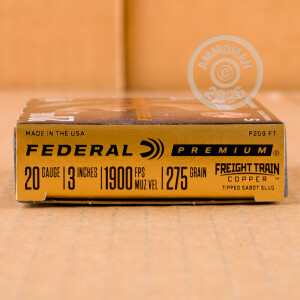 MADE IN THE USA
P209 FT
FEDERAL PREMIUM®
20 GAUGE 3 INCHES 1900 FPS MUZ VEL 275 GRAIN FREIGHT TRAIN™
COPPER
TIPPED SABOT SLUG